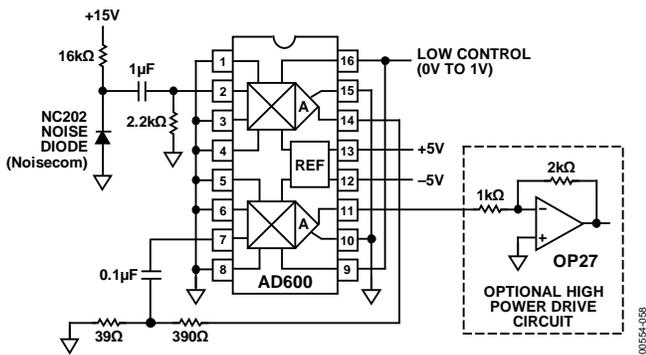 +15V
16kΩ
1µF
NC202
NOISE
DIODE
(Noisecom)
2.2kΩ
1
2
3
4
5
6
7
8
16
15
14
13
12
11
10
9
A
REF
A
AD600
LOW CONTROL
(0V TO 1V)
+5V
–5V
0.1µF
39Ω
390Ω
1kΩ
2kΩ
–
+
OP27
OPTIONAL HIGH
POWER DRIVE
CIRCUIT
00554-058